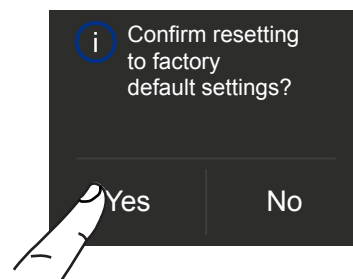 i
Confirm resetting
to factory
default settings?
Yes
No